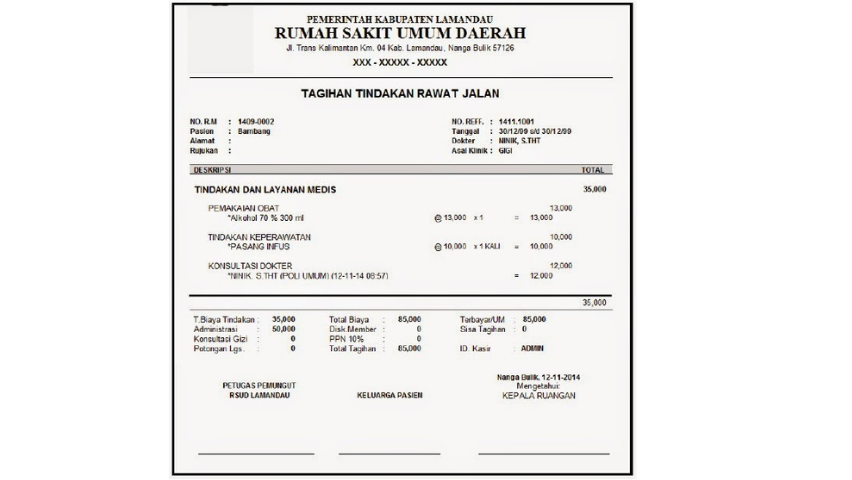 PEMERINTAH KABUPATEN LAMANDAU
RUMAH SAKIT UMUM DAERAH
Jl. Trans Kalimantan Km. 04 Kab. Lamandau, Nanga Bulik 57126
XXX - XXXXX - XXXXX
TAGIHAN TINDAKAN RAWAT JALAN
NO. R.M : 1409-0002 NO. REFF. : 1411.1001
Pasien : Bambang Tanggal : 30/12/99 s/d 30/12/99
Alamat : Dokter : NINIK, S.THT
Rujukan : Asal Klinik : GIGI
DESKRIPSI TOTAL
TINDAKAN DAN LAYANAN MEDIS 35,000
PEMAKAIAN OBAT 13,000
*Alkohol 70 % 300 ml @ 13,000 x 1 = 13,000
TINDAKAN KEPERAWATAN 10,000
*PASANG INFUS @ 10,000 x 1 KALI = 10,000
KONSULTASI DOKTER 12,000
*NINIK, S.THT (POLI UMUM) (12-11-14 08:57) = 12,000
35,000
T.Biaya Tindakan : 35,000 Total Biaya : 85,000 Terbayar/UM : 85,000
Administrasi : 50,000 Disk.Member : 0 Sisa Tagihan : 0
Konsultasi Gizi : 0 PPN 10% : 0
Potongan Lgs. : 0 Total Tagihan : 85,000 ID. Kasir : ADMIN
Nanga Bulik, 12-11-2014
PETUGAS PEMUNGUT Mengetahui:
RSUD LAMANDAU KELUARGA PASIEN KEPALA RUANGAN